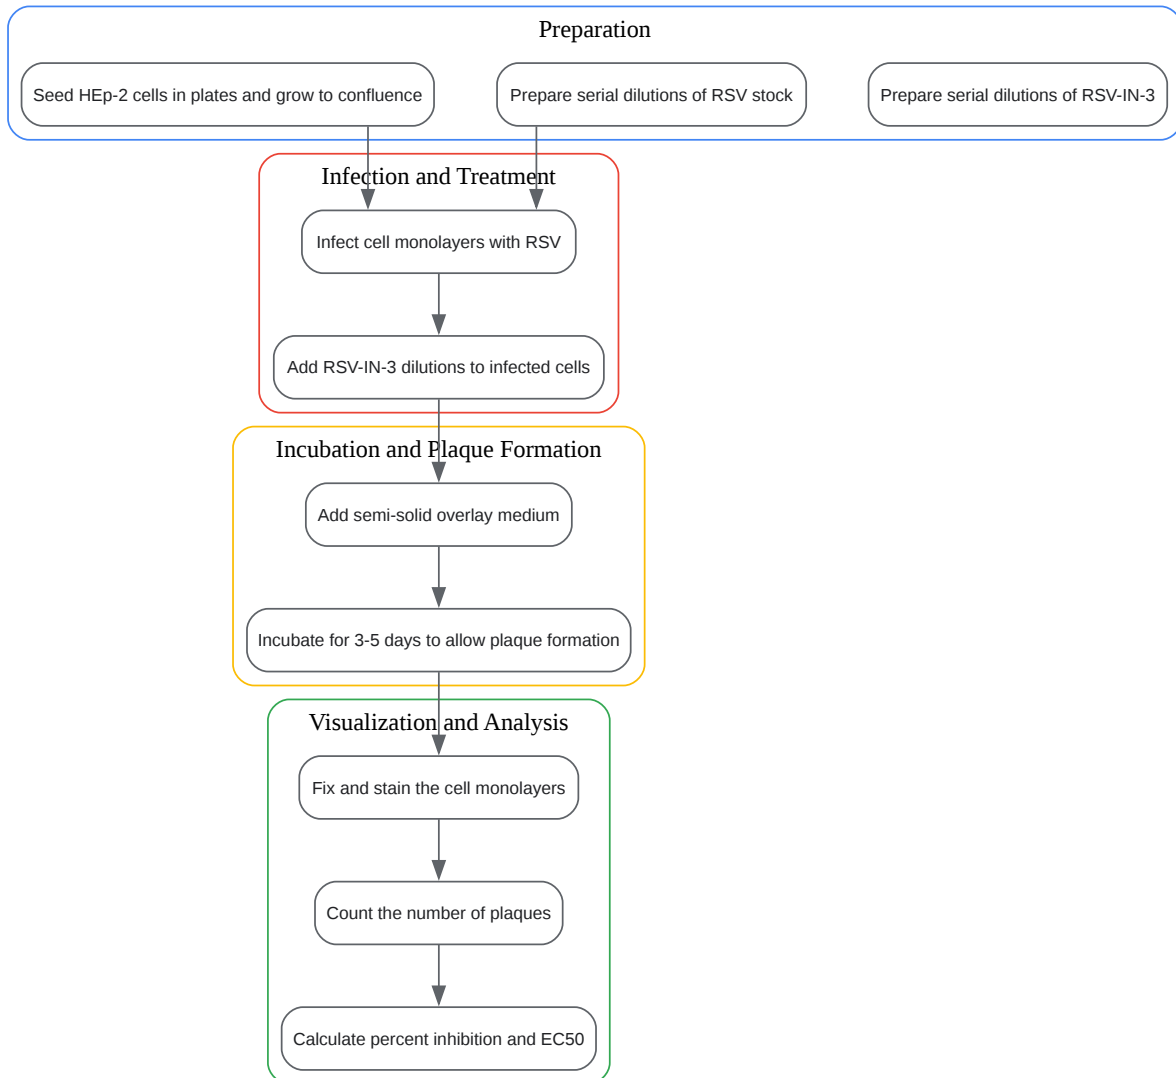 Preparation
Seed HEp-2 cells in plates and grow to confluence
Prepare serial dilutions of RSV stock
Prepare serial dilutions of RSV-IN-3
Infection and Treatment
Infect cell monolayers with RSV
Add RSV-IN-3 dilutions to infected cells
Incubation and Plaque Formation
Add semi-solid overlay medium
Incubate for 3-5 days to allow plaque formation
Visualization and Analysis
Fix and stain the cell monolayers
Count the number of plaques
Calculate percent inhibition and EC50